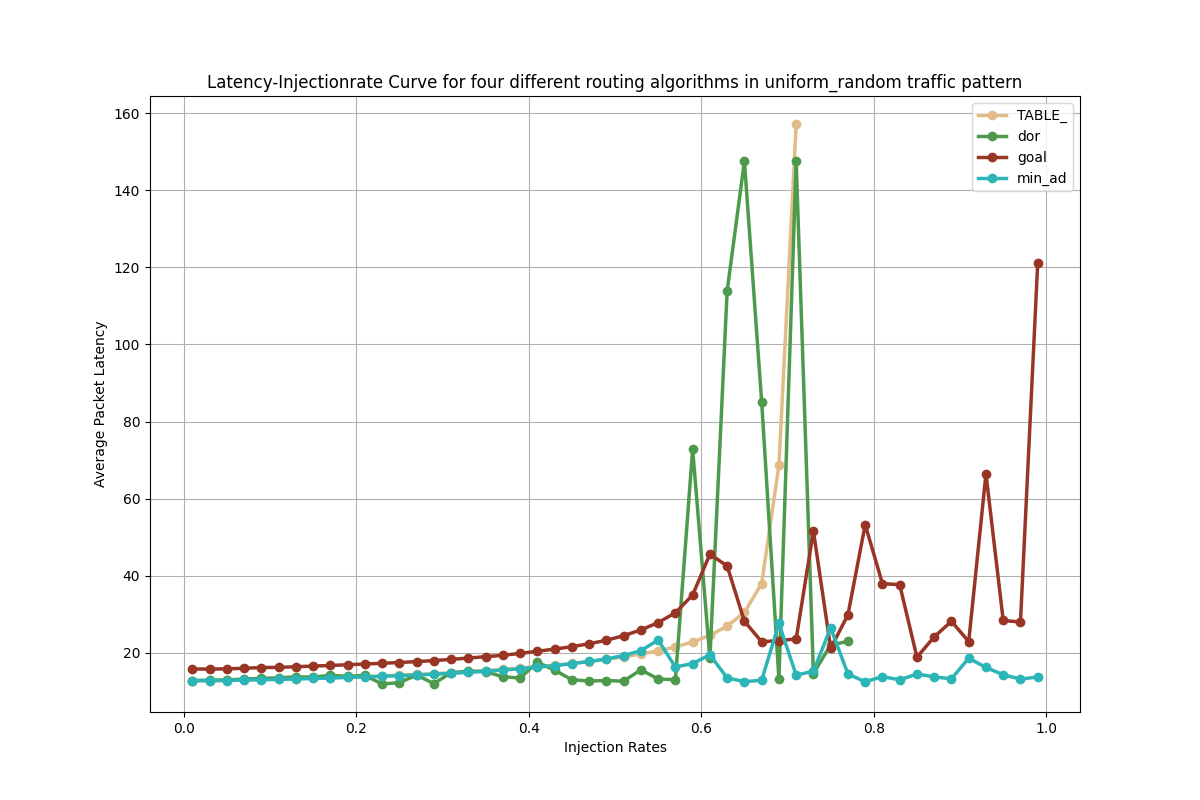 Latency-Injectionrate Curve for four different routing algorithms in uniform_random traffic pattern
160
140
120
100
80
60
40
20
Average Packet Latency
TABLE_
dor
goal
min_ad
0.0 0.2 0.4 0.6 0.8 1.0
Injection Rates